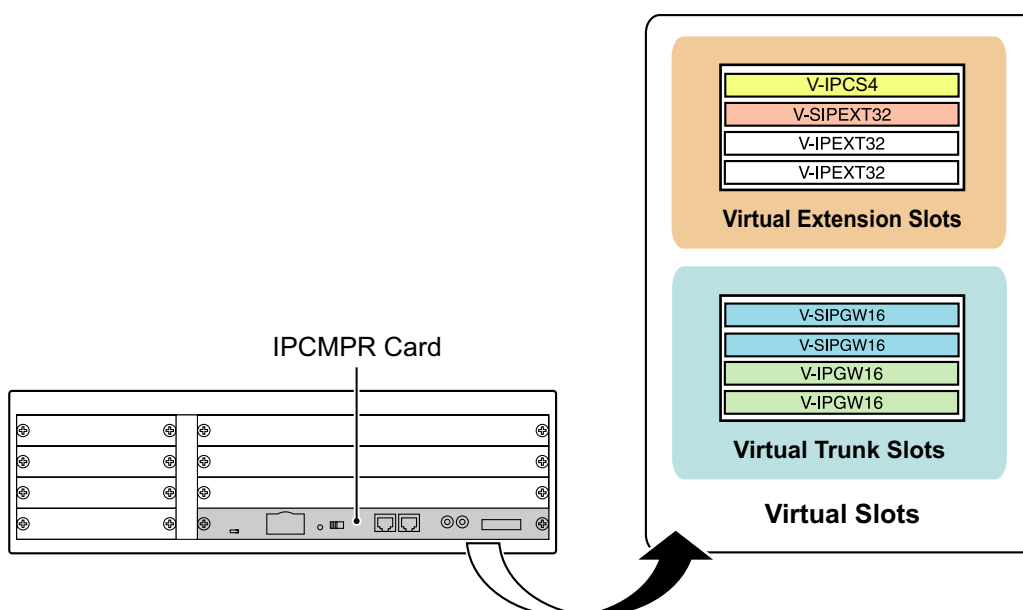 V-IPCS4
V-SIPEXT32
V-IPEXT32
V-IPEXT32
Virtual Extension Slots
V-SIPGW16
V-SIPGW16
V-IPGW16
V-IPGW16
Virtual Trunk Slots
Virtual Slots
IPCMPR Card